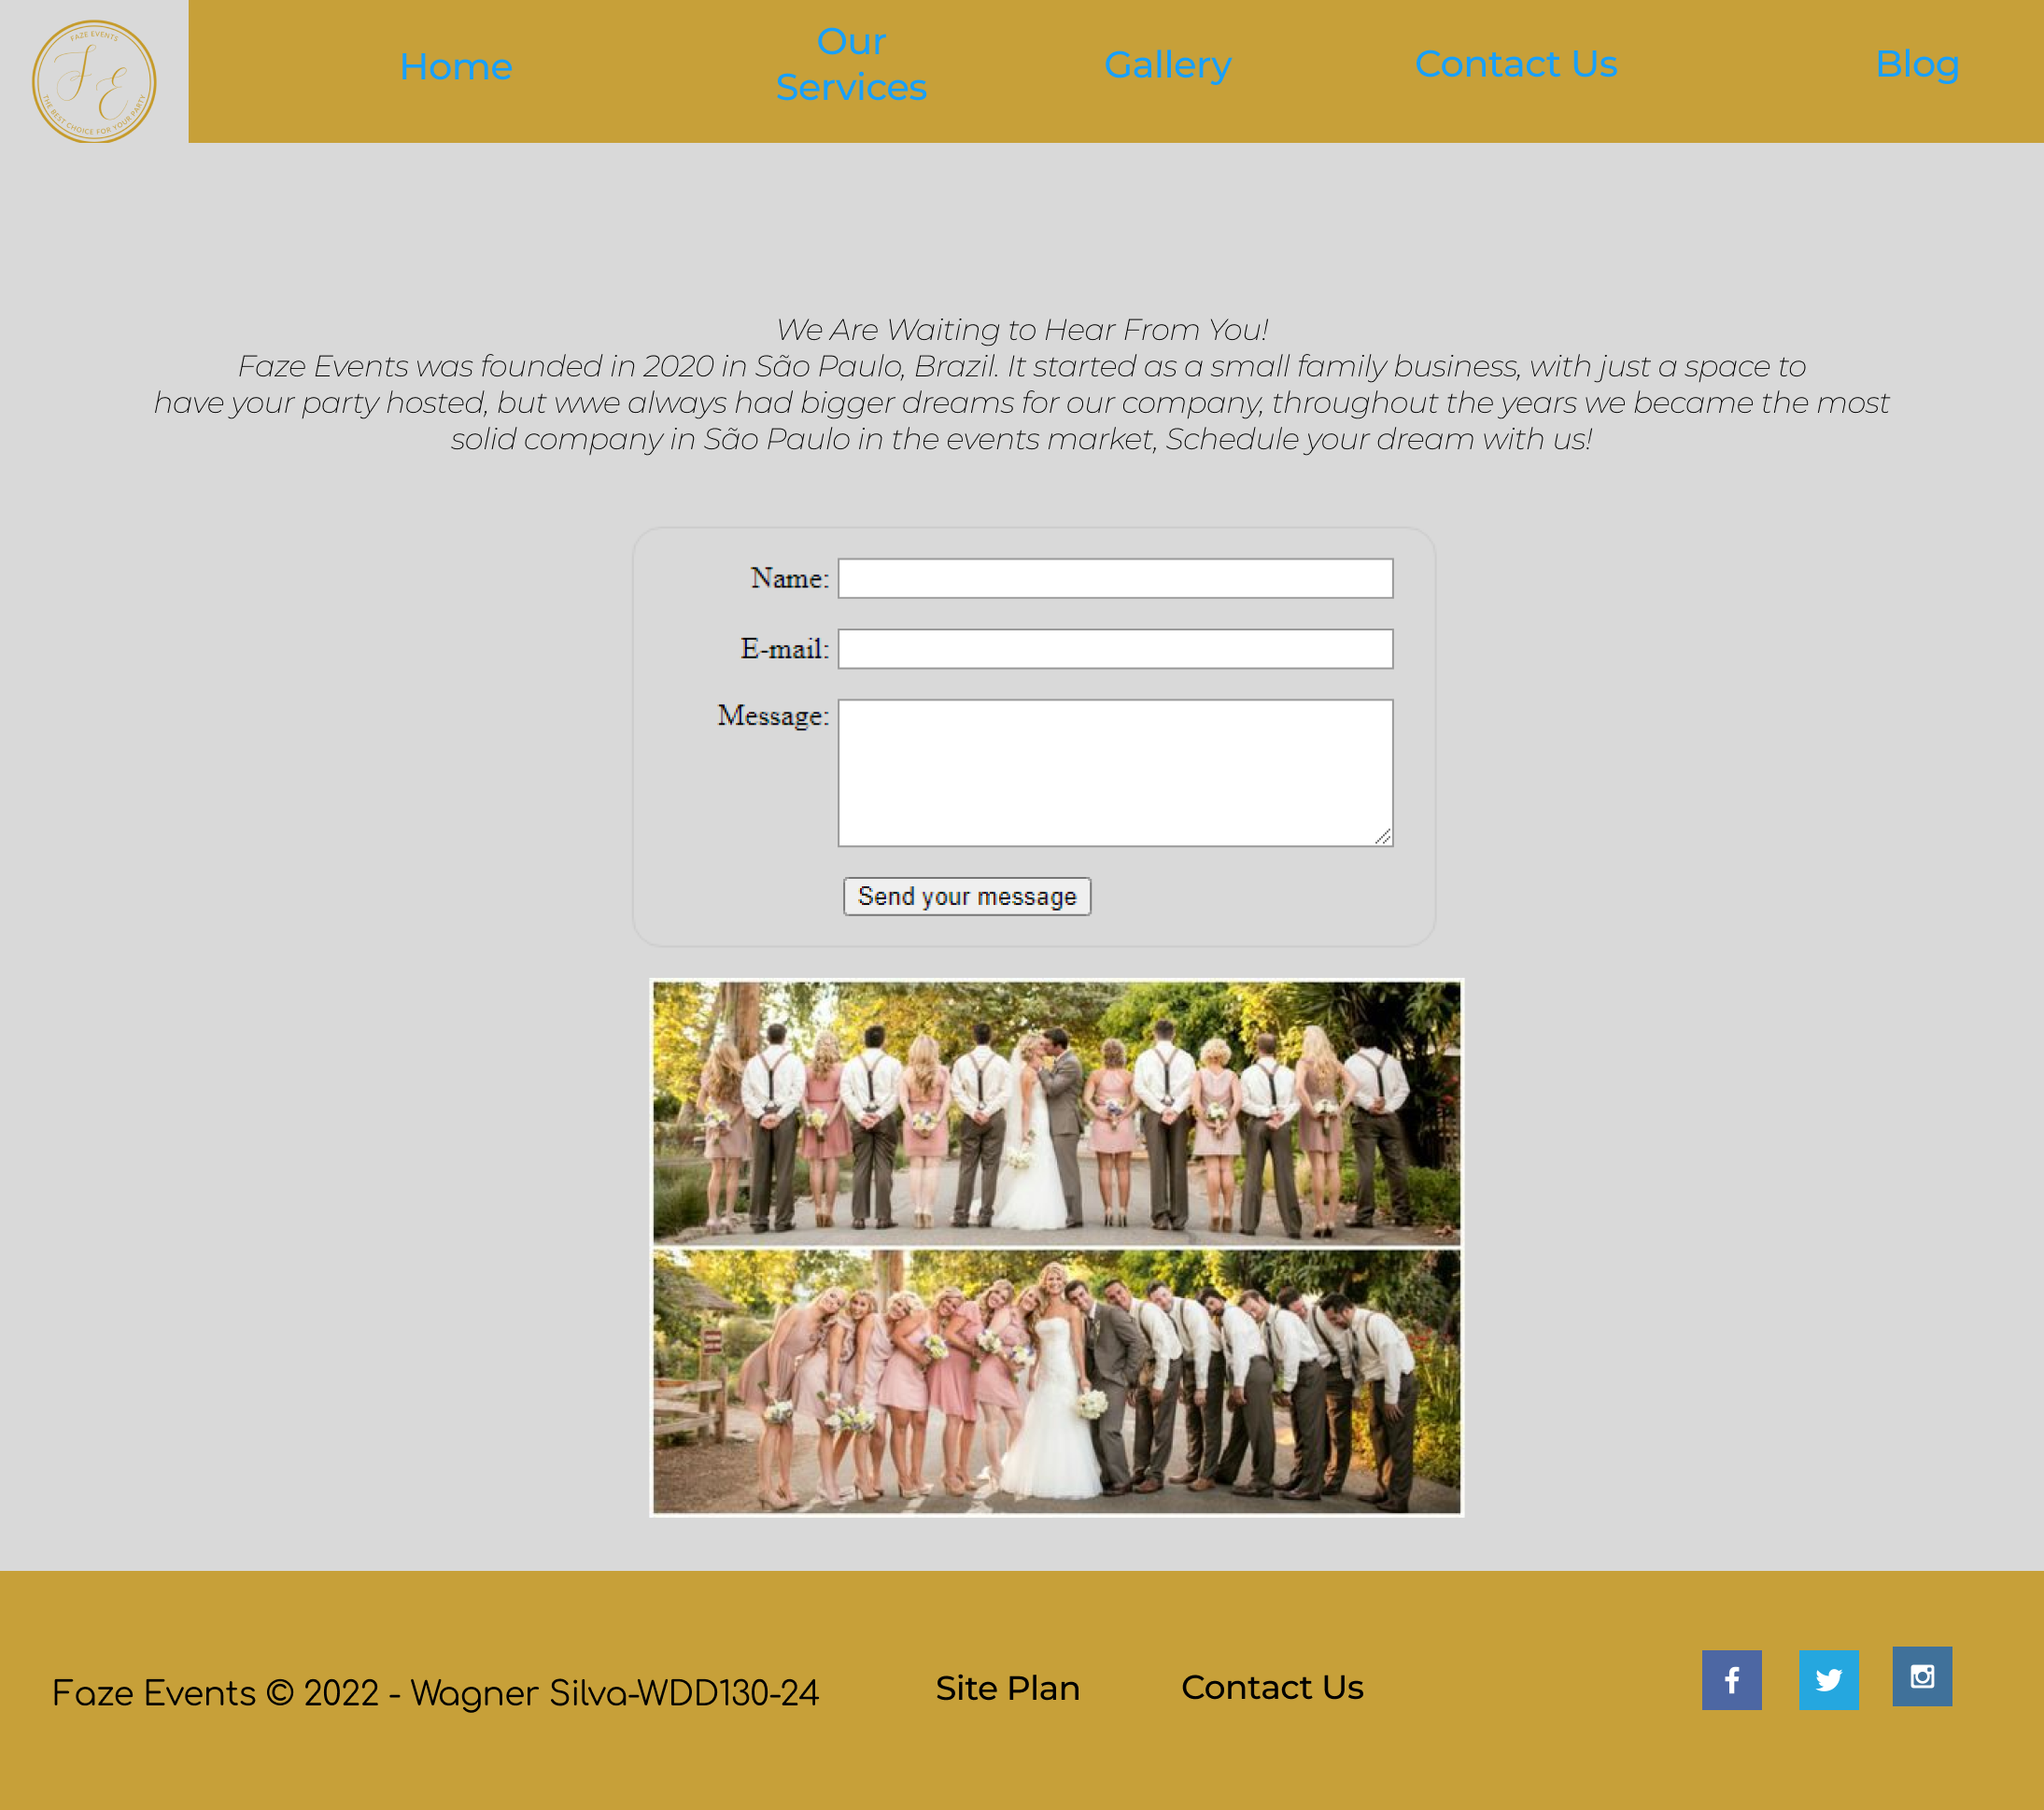 FAZE EVENTS
F E
THE BEST CHOICE FOR YOUR PARTY
Home
Our
Services
Gallery
Contact Us
Blog
We Are Waiting to Hear From You!
Faze Events was founded in 2020 in São Paulo, Brazil. It started as a small family business, with just a space to
have your party hosted, but wwe always had bigger dreams for our company, throughout the years we became the most
solid company in São Paulo in the events market, Schedule your dream with us!
Name:
E-mail:
Message:
Send your message
Faze Events © 2022 - Wagner Silva-WDD130-24
Site Plan
Contact Us